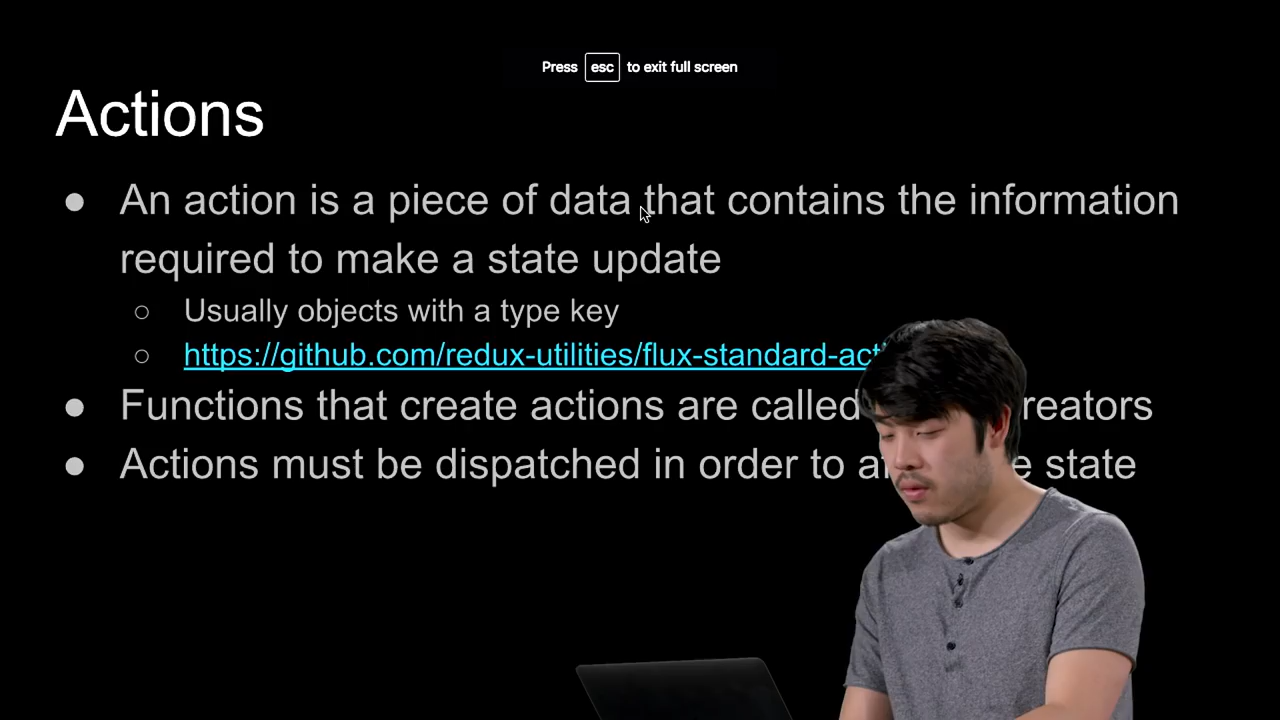 Press esc to exit full screen
Actions
● An action is a piece of data that contains the information
required to make a state update
○ Usually objects with a type key
○ https://github.com/redux-utilities/flux-standard-acti
● Functions that create actions are called reators
● Actions must be dispatched in order to a e state